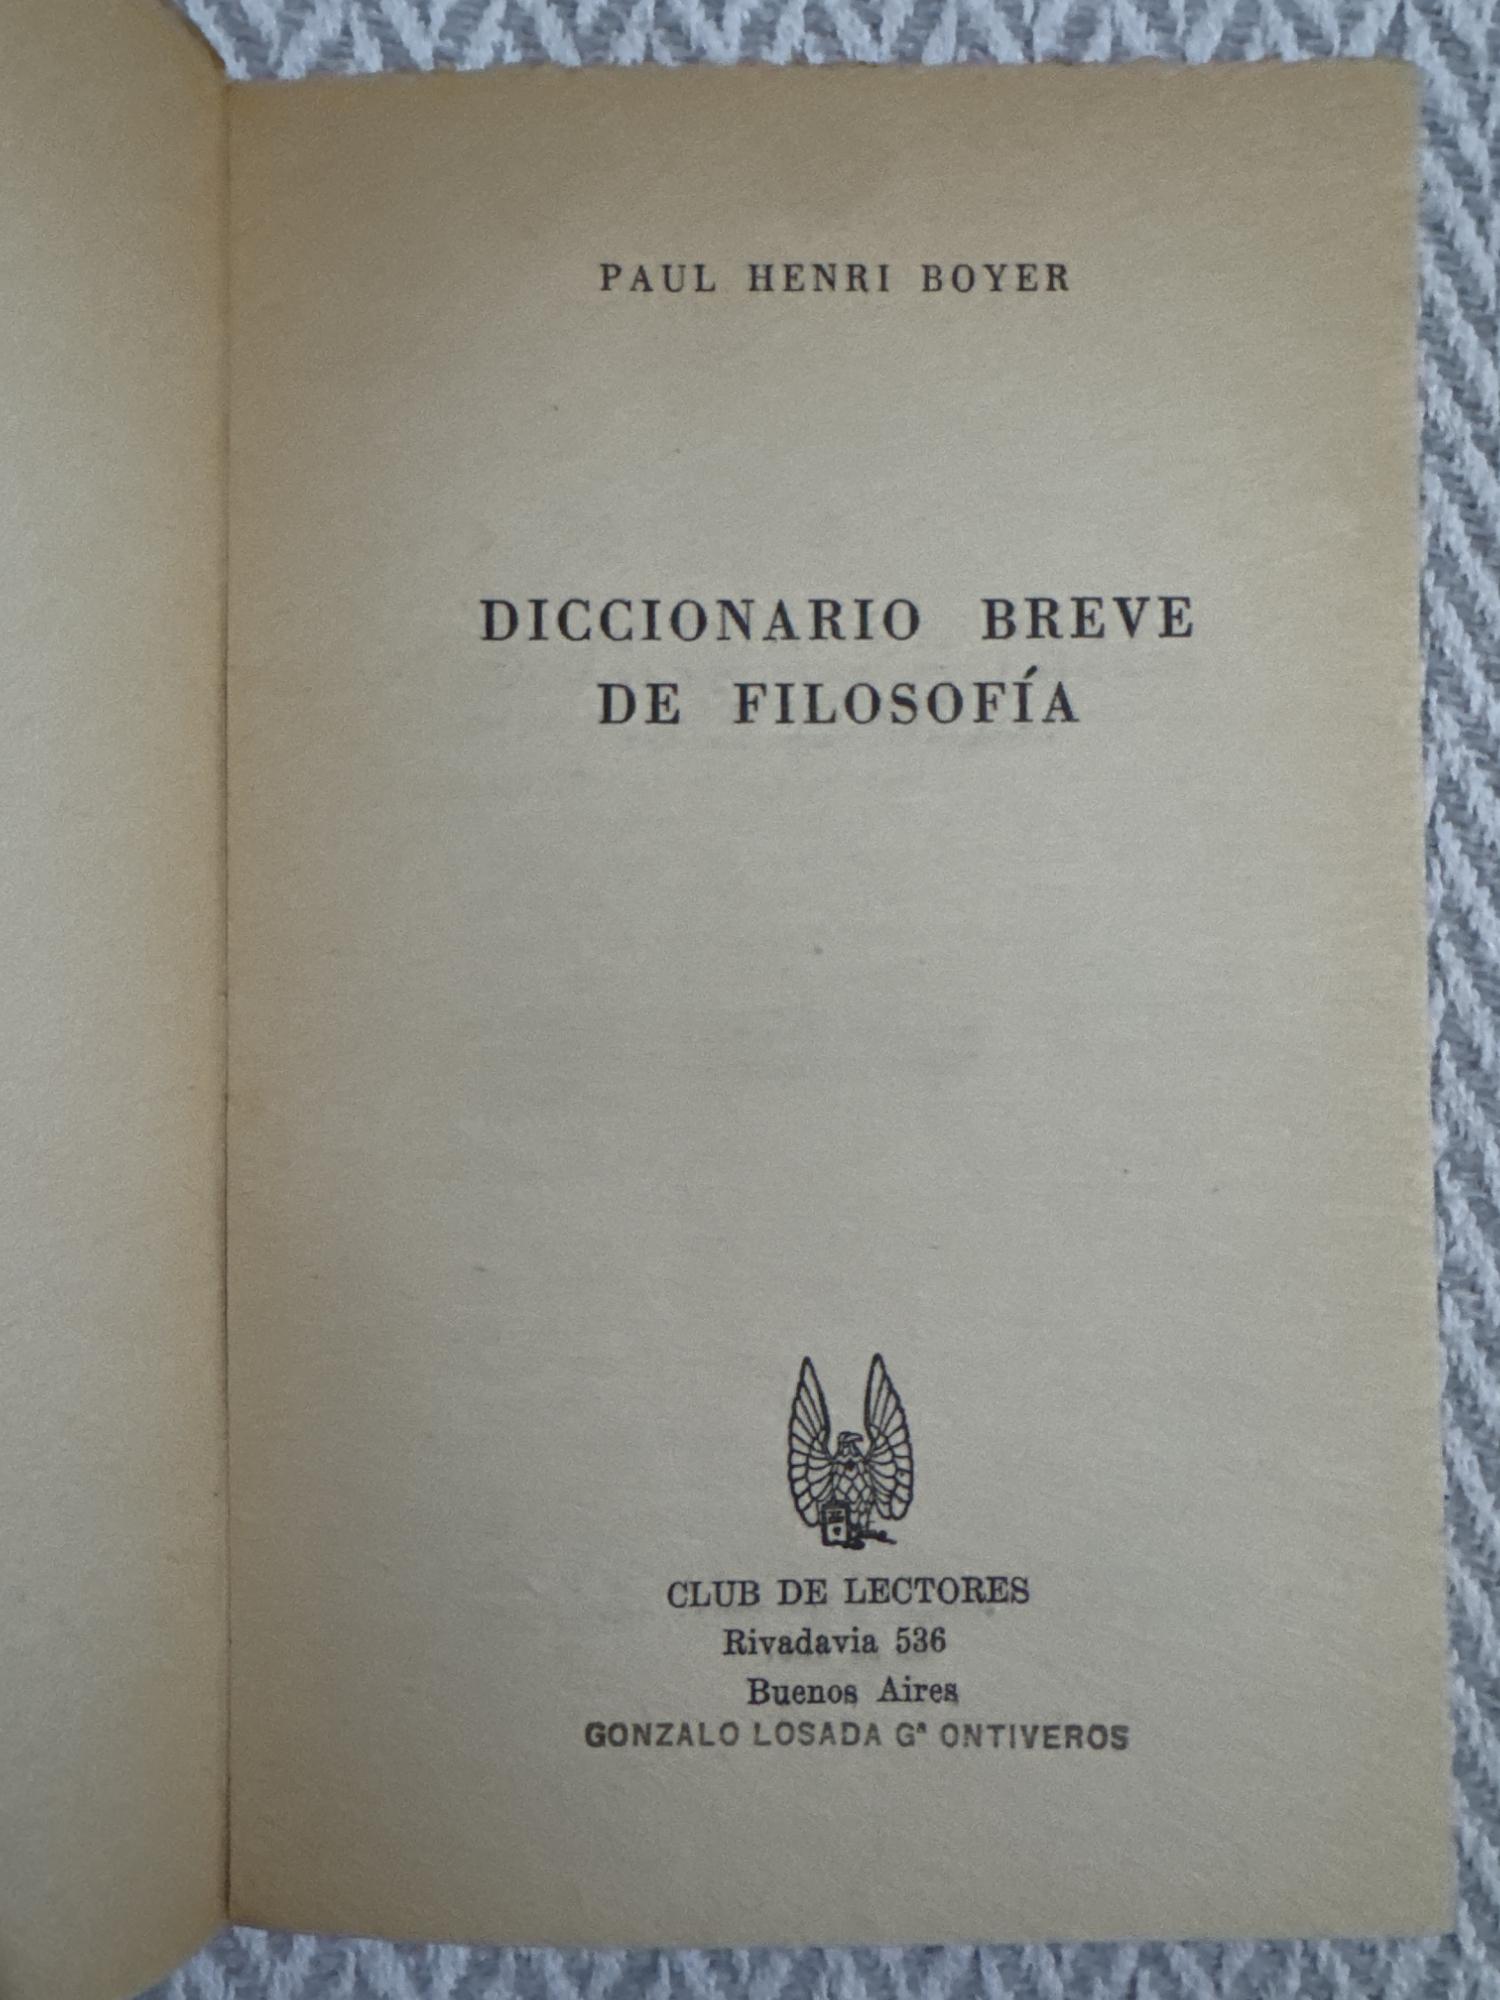 PAUL HENRI BOYER
DICCIONARIO BREVE
DE FILOSOFÍA
CLUB DE LECTORES
Rivadavia 536
Buenos Aires
GONZALO LOSADA Gª ONTIVEROS